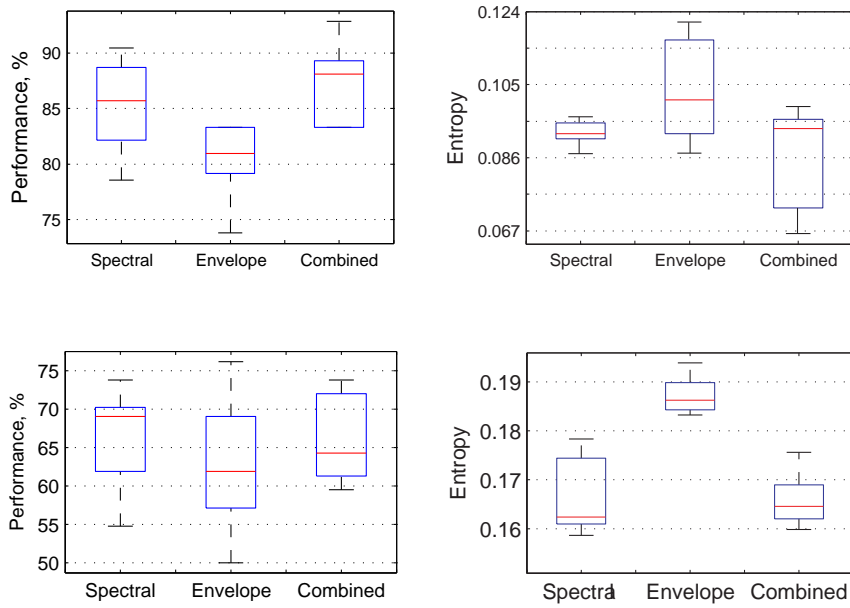 Performance, %
90
85
80
75
Spectral Envelope Combined
Entropy
0.124
0.105
0.086
0.067
Spectral Envelope Combined
Performance, %
75
70
65
60
55
50
Spectral Envelope Combined
Entropy
0.19
0.18
0.17
0.16
Spectral Envelope Combined